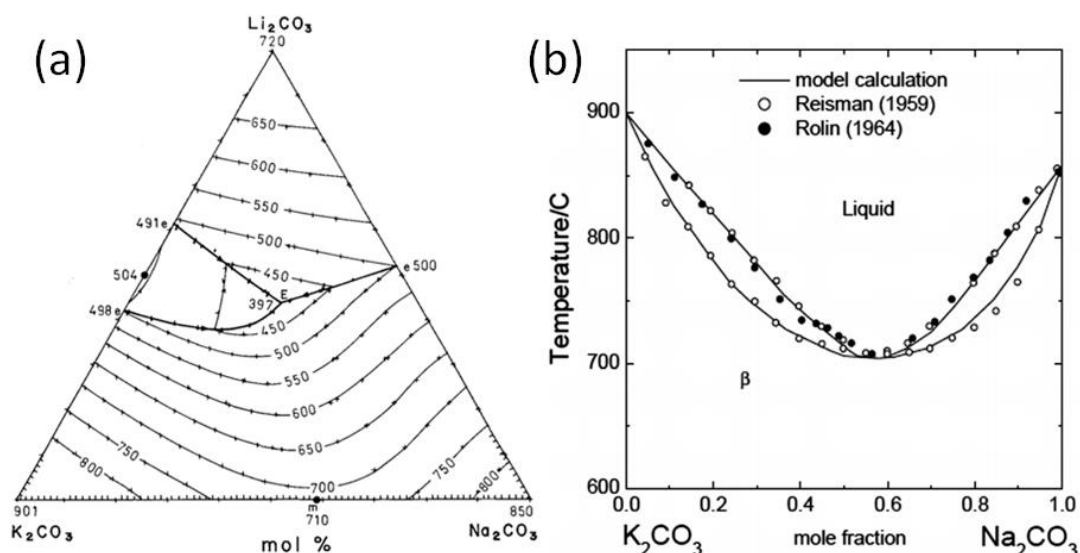 (a)
Li₂CO₃
720
650
600
550
500
491e
e 500
504
450
E
397
498e
450
500
550
600
650
700
750
800
750
800
901
m
710
850
K₂CO₃
mol %
Na₂CO₃
(b)
model calculation
Reisman (1959)
Rolin (1964)
Liquid
β
Temperature/C
900
800
700
600
0.0
0.2
0.4
0.6
0.8
1.0
K₂CO₃
mole fraction
Na₂CO₃